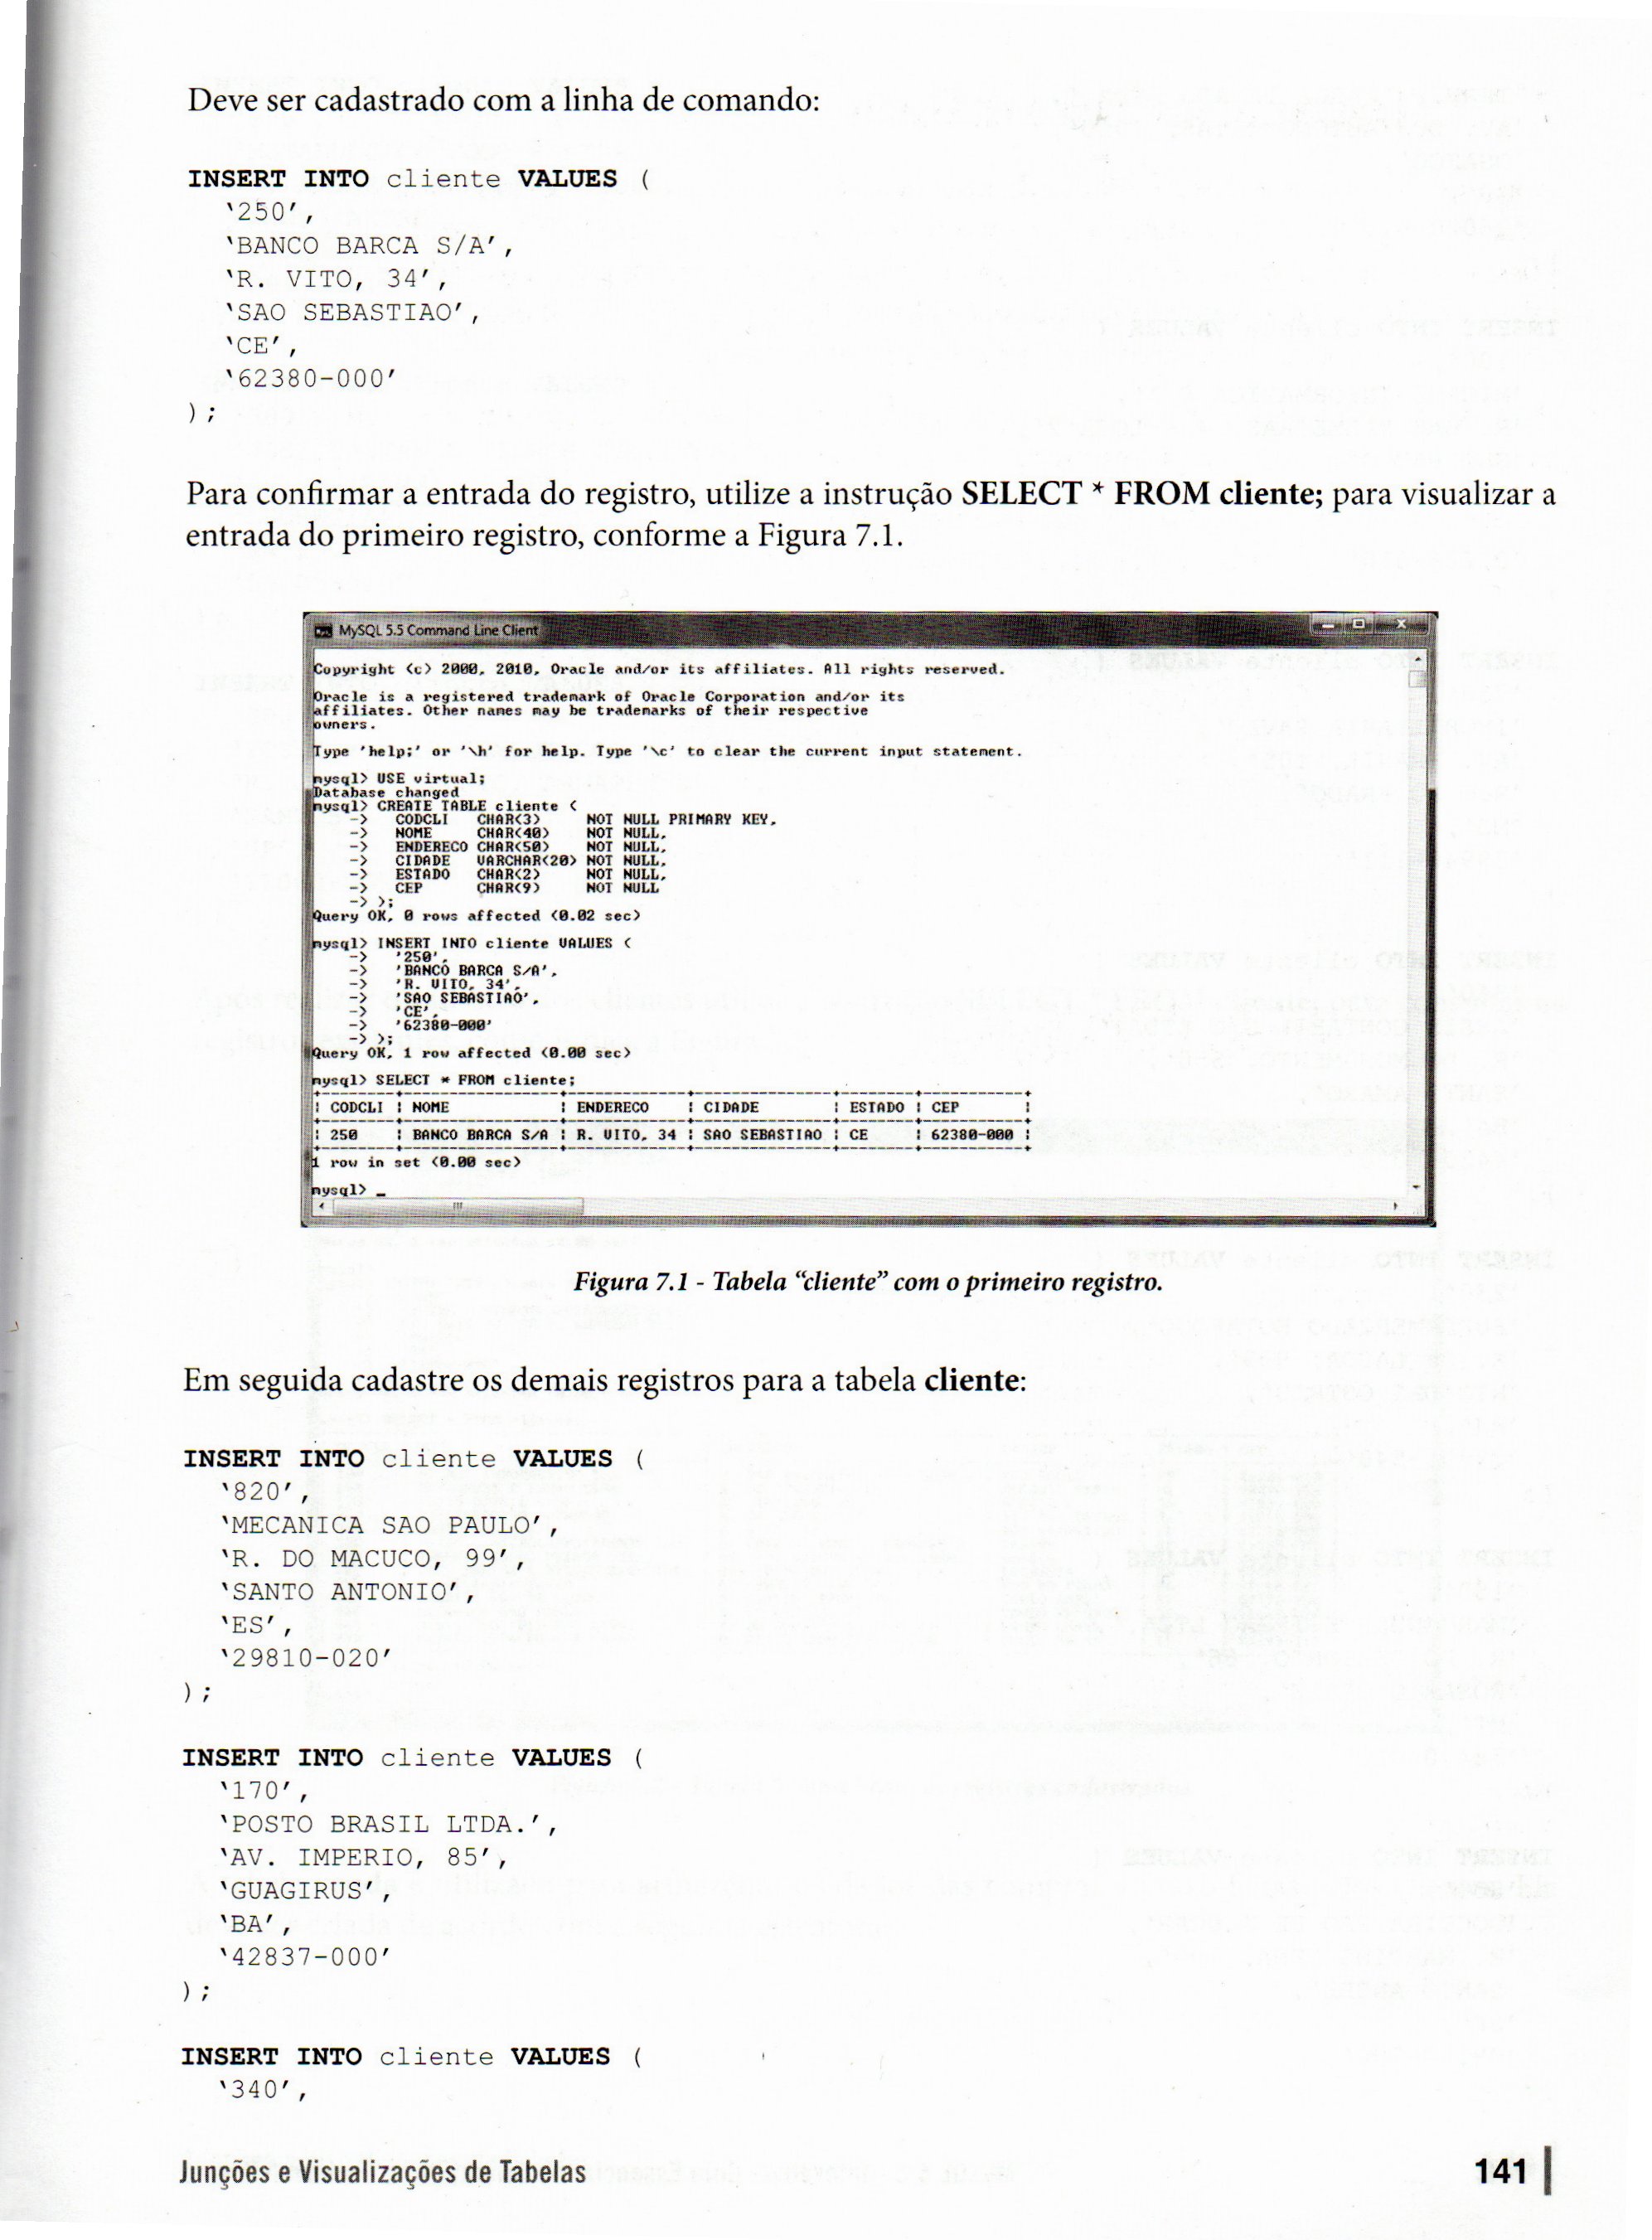 Deve ser cadastrado com a linha de comando:
INSERT INTO cliente VALUES (
‘250’,
‘BANCO BARCA S/A’,
‘R. VITO, 34’,
‘SAO SEBASTIAO’,
‘CE’,
‘62380-000’
);
Para confirmar a entrada do registro, utilize a instrução SELECT * FROM cliente; para visualizar a
entrada do primeiro registro, conforme a Figura 7.1.
MySQL 5.5 Command Line Client
Copyright (c) 2000, 2010, Oracle and/or its affiliates. All rights reserved.
Oracle is a registered trademark of Oracle Corporation and/or its
affiliates. Other names may be trademarks of their respective
owners.
Type 'help;' or '\h' for help. Type '\c' to clear the current input statement.
mysql> USE virtual;
Database changed
mysql> CREATE TABLE cliente (
-> CODCLI CHAR(3) NOT NULL PRIMARY KEY,
-> NOME CHAR(40) NOT NULL,
-> ENDERECO CHAR(50) NOT NULL,
-> CIDADE VARCHAR(20) NOT NULL,
-> ESTADO CHAR(2) NOT NULL,
-> CEP CHAR(9) NOT NULL
-> );
Query OK, 0 rows affected (0.02 sec)
mysql> INSERT INTO cliente VALUES (
-> '250',
-> 'BANCO BARCA S/A',
-> 'R. VITO, 34',
-> 'SAO SEBASTIAO',
-> 'CE',
-> '62380-000'
-> );
Query OK, 1 row affected (0.00 sec)
mysql> SELECT * FROM cliente;
| CODCLI | NOME | ENDERECO | CIDADE | ESTADO | CEP |
| 250 | BANCO BARCA S/A | R. VITO, 34 | SAO SEBASTIAO | CE | 62380-000 |
1 row in set (0.00 sec)
mysql> _
Figura 7.1 - Tabela “cliente” com o primeiro registro.
Em seguida cadastre os demais registros para a tabela cliente:
INSERT INTO cliente VALUES (
‘820’,
‘MECANICA SAO PAULO’,
‘R. DO MACUCO, 99’,
‘SANTO ANTONIO’,
‘ES’,
‘29810-020’
);
INSERT INTO cliente VALUES (
‘170’,
‘POSTO BRASIL LTDA.’,
‘AV. IMPERIO, 85’,
‘GUAGIRUS’,
‘BA’,
‘42837-000’
);
INSERT INTO cliente VALUES (
‘340’,
Junções e Visualizações de Tabelas
141